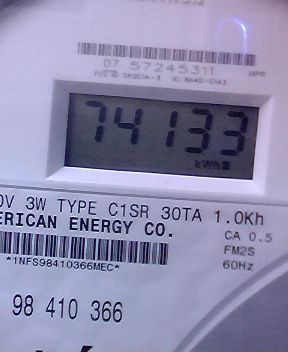 07 57245311
HPP
74133
kWh
0V 3W TYPE C1SR 30TA 1.0Kh
ERICAN ENERGY CO.
CA 0.5
FM2S
60Hz
*1NFS98410366MEC*
98 410 366